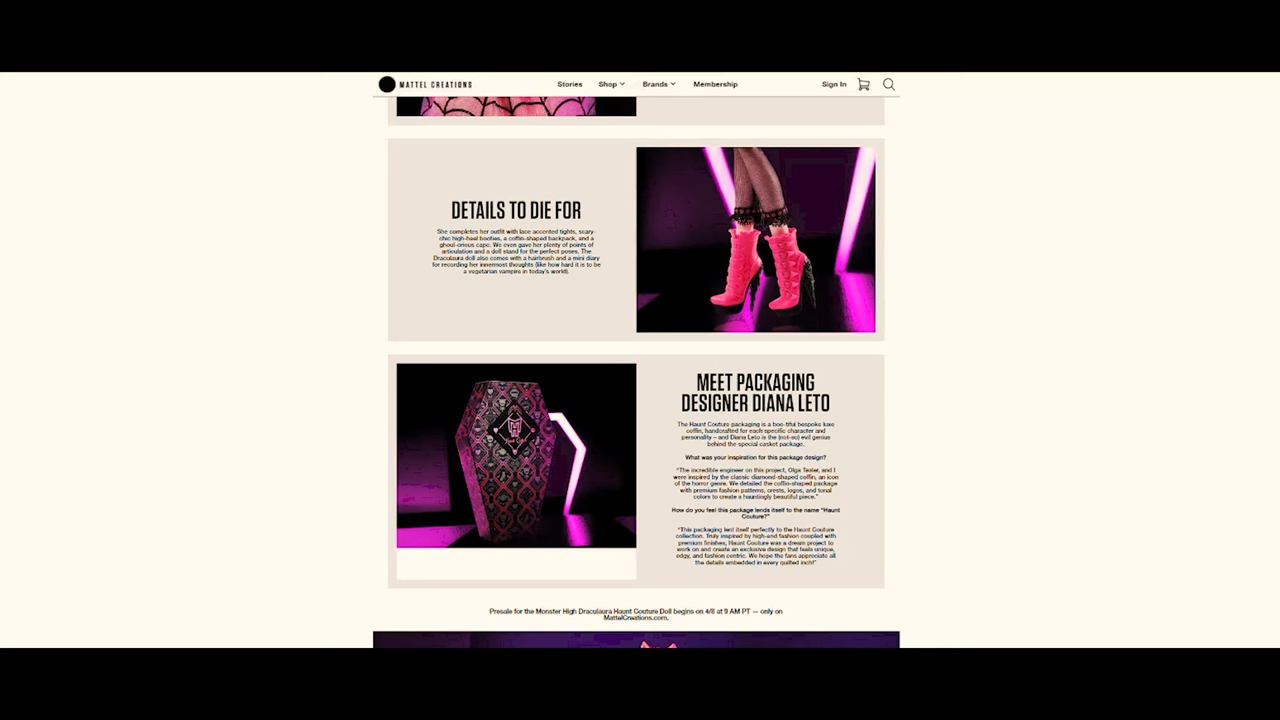 MATTEL CREATIONS
Stories Shop Brands Membership
Sign In
DETAILS TO DIE FOR
She completes her outfit with lace accented tights, scary-
chic high-heel booties, a coffin-shaped backpack, and a
ghoul-orious cape. We even gave her plenty of points of
articulation and a doll stand for the perfect poses. The
Draculaura doll also comes with a hairbrush and a mini diary
for recording her innermost thoughts (like how hard it is to be
a vegetarian vampire in today's world).
MEET PACKAGING
DESIGNER DIANA LETO
The Haunt Couture packaging is a boo-tiful bespoke luxe
coffin, handcrafted for each specific character and
personality – and Diana Leto is the (not-so) evil genius
behind the special casket package.
What was your inspiration for this package design?
"The incredible engineer on this project, Olga Tesler, and I
were inspired by the classic diamond-shaped coffin, an icon
of the horror genre. We detailed the coffin-shaped package
with premium fashion patterns, crests, logos, and tonal
colors to create a hauntingly beautiful piece."
How do you feel this package lends itself to the name "Haunt
Couture?"
"This packaging lent itself perfectly to the Haunt Couture
collection. Truly inspired by high-end fashion coupled with
premium finishes, Haunt Couture was a dream project to
work on and create an exclusive design that feels unique,
edgy, and fashion centric. We hope the fans appreciate all
the details embedded in every quilted inch!"
Presale for the Monster High Draculaura Haunt Couture Doll begins on 4/8 at 9 AM PT — only on
MattelCreations.com.